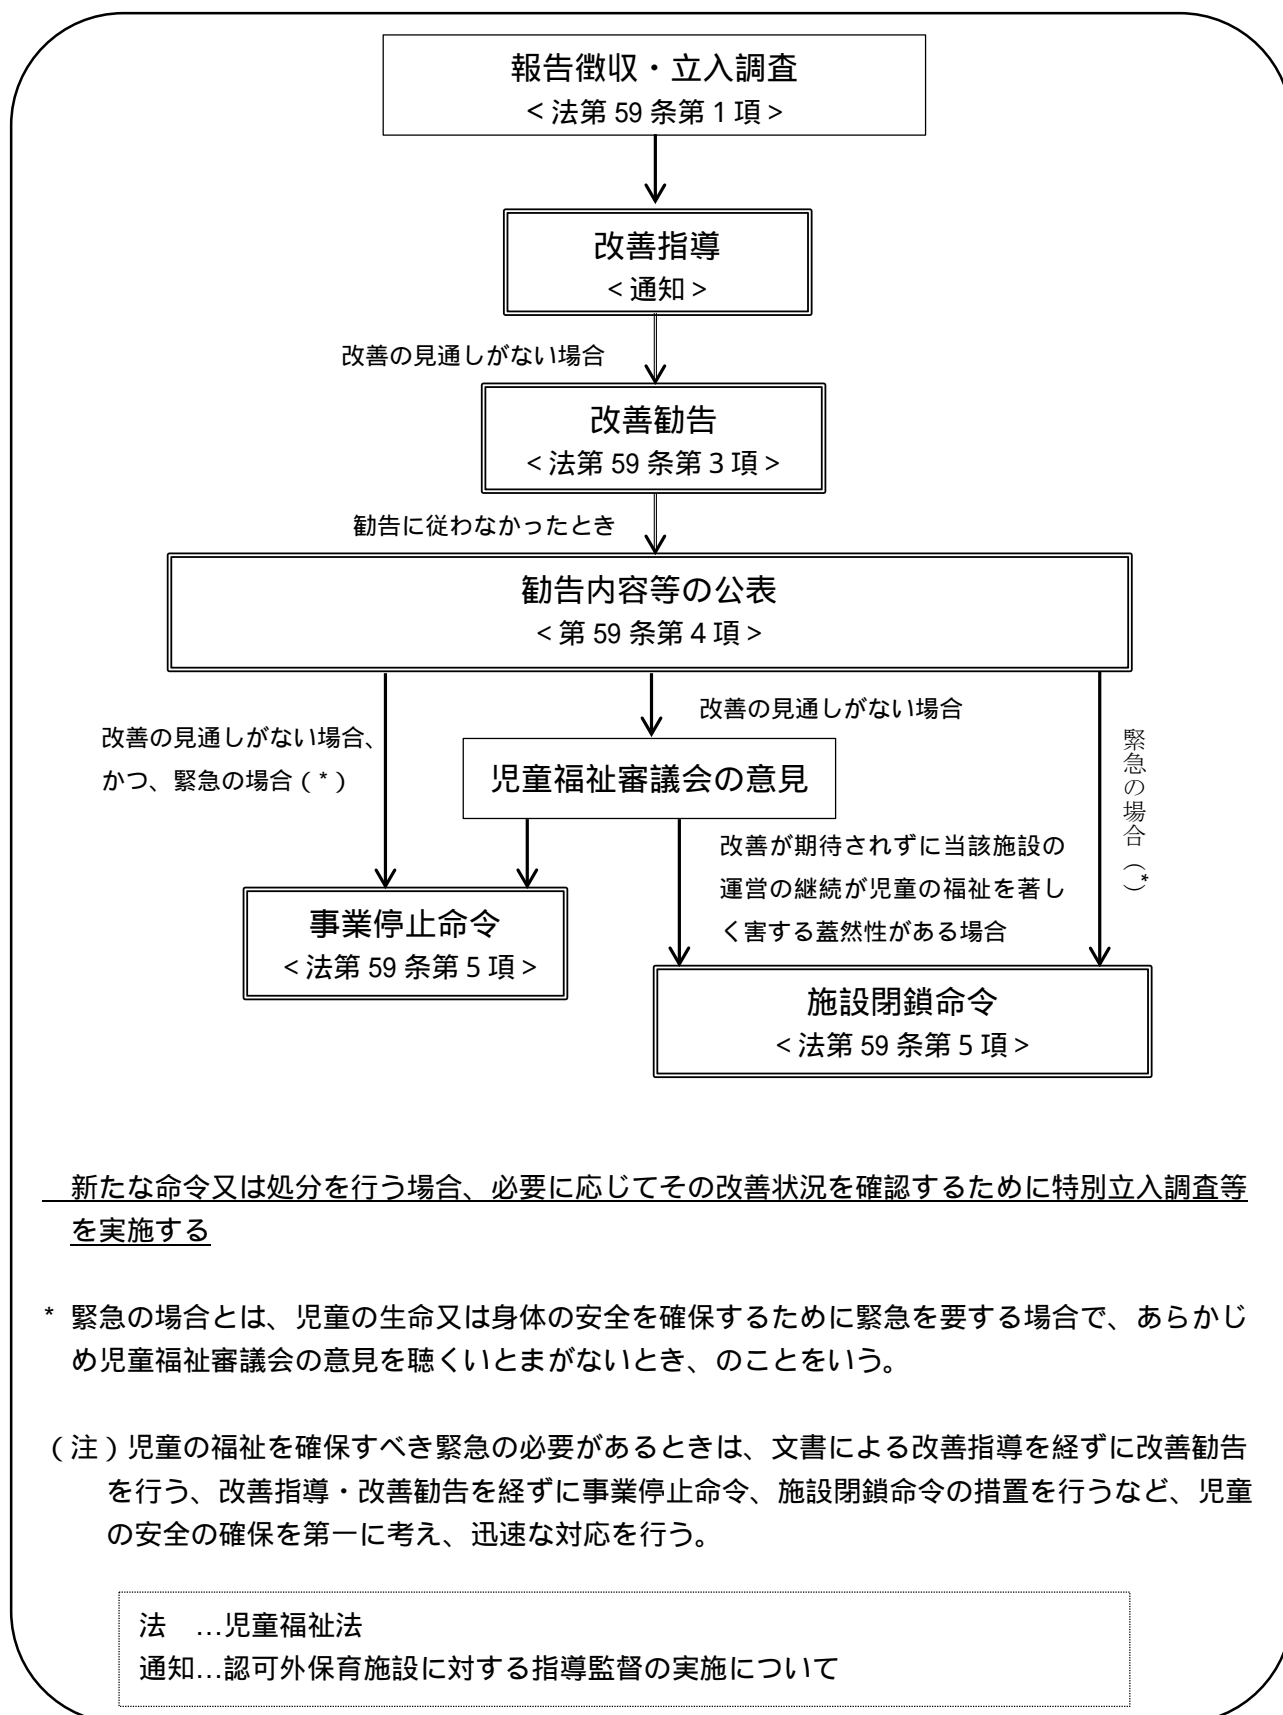 報告徴収・立入調査
<法第 59 条第１項>
改善指導
<通知>
改善の見通しがない場合
改善勧告
<法第 59 条第３項>
勧告に従わなかったとき
勧告内容等の公表
<第 59 条第４項>
改善の見通しがない場合、
かつ、緊急の場合（*）
改善の見通しがない場合
緊急の場合（*）
児童福祉審議会の意見
改善が期待されずに当該施設の
運営の継続が児童の福祉を著し
く害する蓋然性がある場合
事業停止命令
<法第 59 条第５項>
施設閉鎖命令
<法第 59 条第５項>
新たな命令又は処分を行う場合、必要に応じてその改善状況を確認するために特別立入調査等
を実施する
* 緊急の場合とは、児童の生命又は身体の安全を確保するために緊急を要する場合で、あらかじ
め児童福祉審議会の意見を聴くいとまがないとき、のことをいう。
（注）児童の福祉を確保すべき緊急の必要があるときは、文書による改善指導を経ずに改善勧告
を行う、改善指導・改善勧告を経ずに事業停止命令、施設閉鎖命令の措置を行うなど、児童
の安全の確保を第一に考え、迅速な対応を行う。
法　…児童福祉法
通知…認可外保育施設に対する指導監督の実施について